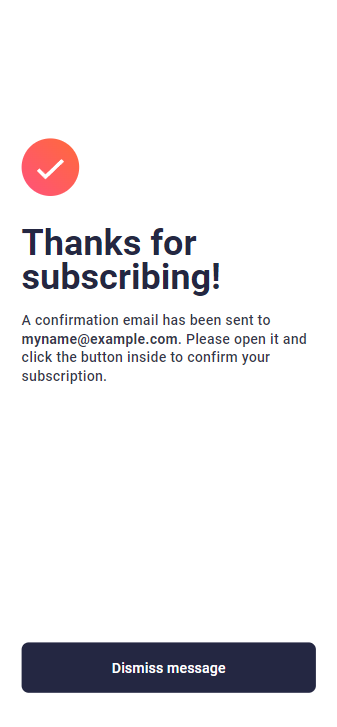 Thanks for
subscribing!
A confirmation email has been sent to
myname@example.com. Please open it and
click the button inside to confirm your
subscription.
Dismiss message